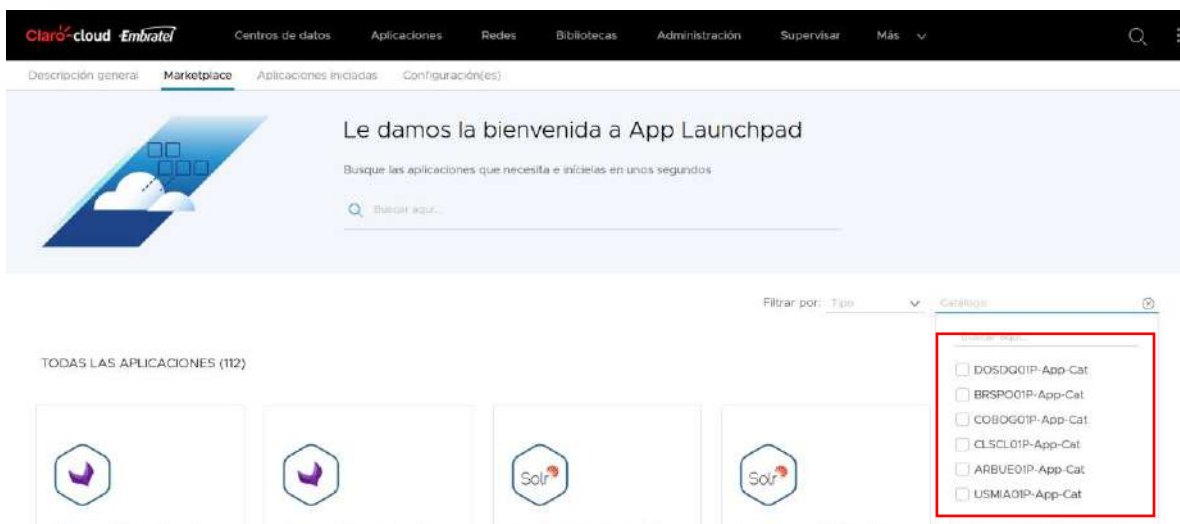 Claro-cloud Embratel Centros de datos Aplicaciones Redes Bibliotecas Administración Supervisar Más
Descripción general Marketplace Aplicaciones iniciadas Configuración(es)
Le damos la bienvenida a App Launchpad
Busque las aplicaciones que necesita e inícielas en unos segundos
Buscar aquí...
Filtrar por: Tipo Catálogo
Buscar aquí...
TODAS LAS APLICACIONES (112)
DOSDQ01P-App-Cat
BRSPO01P-App-Cat
COBOG01P-App-Cat
CLSCL01P-App-Cat
ARBUE01P-App-Cat
USMIA01P-App-Cat
Solr Solr